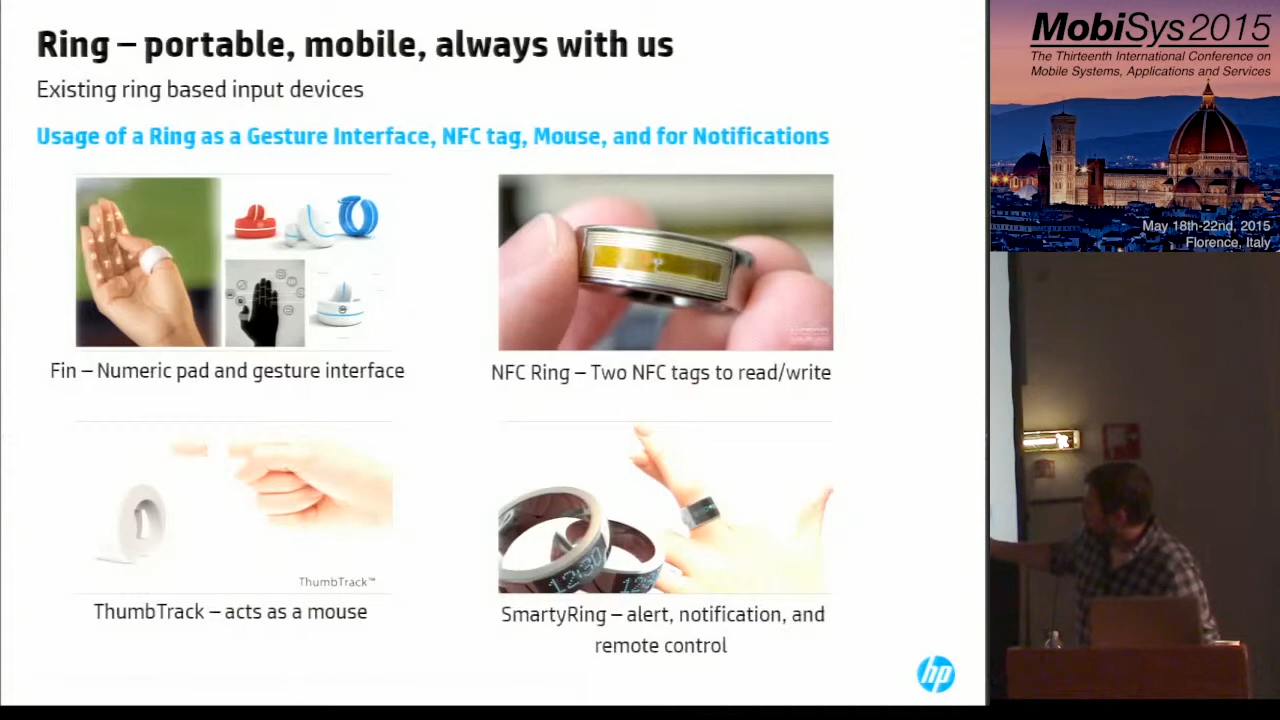 Ring – portable, mobile, always with us
Existing ring based input devices
Usage of a Ring as a Gesture Interface, NFC tag, Mouse, and for Notifications
Fin – Numeric pad and gesture interface
NFC Ring – Two NFC tags to read/write
ThumbTrack™
12:30
ThumbTrack – acts as a mouse
SmartyRing – alert, notification, and
remote control
hp
MobiSys 2015
The Thirteenth International Conference on
Mobile Systems, Applications and Services
May 18th-22nd, 2015
Florence, Italy